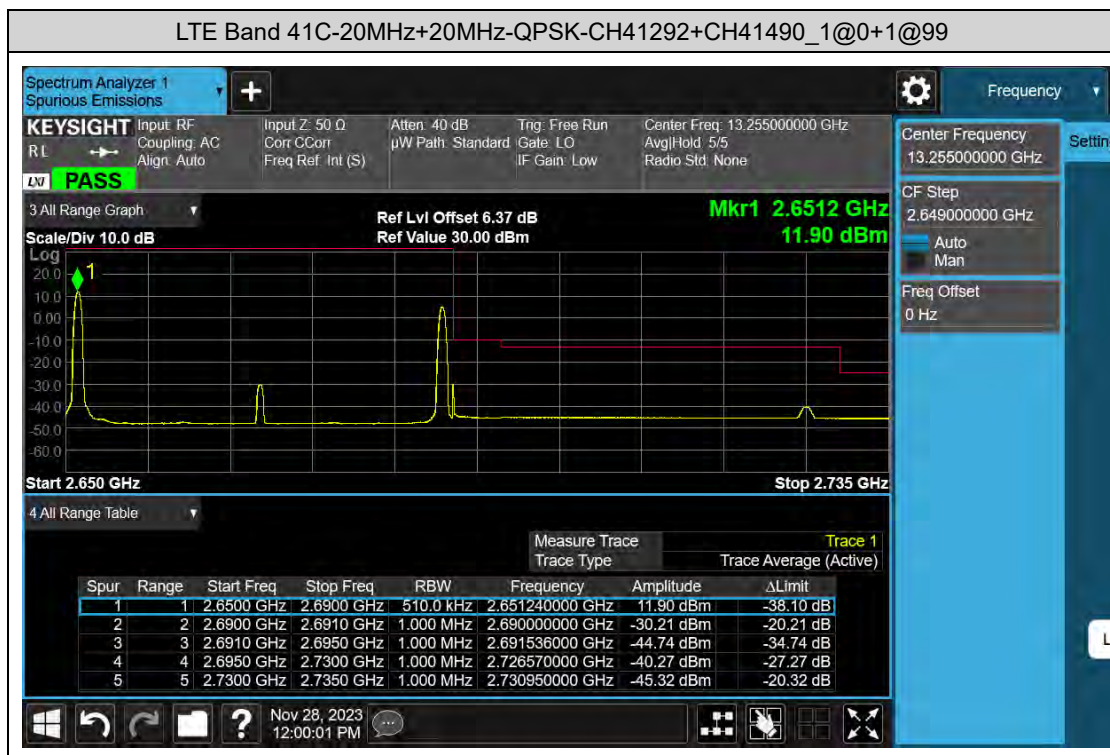 LTE Band 41C-20MHz+20MHz-QPSK-CH41292+CH41490_1@0+1@99
Spectrum Analyzer 1
Spurious Emissions
Frequency
KEYSIGHT
RL
LXI PASS
Input: RF
Coupling: AC
Align: Auto
Input Z: 50 Ω
Corr CCorr
Freq Ref: Int (S)
Atten: 40 dB
µW Path: Standard
Trig: Free Run
Gate: LO
IF Gain: Low
Center Freq: 13.255000000 GHz
Avg|Hold: 5/5
Radio Std: None
Center Frequency
13.255000000 GHz
Settin
CF Step
2.649000000 GHz
Auto
Man
Freq Offset
0 Hz
3 All Range Graph
Scale/Div 10.0 dB
Ref Lvl Offset 6.37 dB
Ref Value 30.00 dBm
Mkr1 2.6512 GHz
11.90 dBm
Log
1
20.0
10.0
0.00
-10.0
-20.0
-30.0
-40.0
-50.0
-60.0
Start 2.650 GHz
Stop 2.735 GHz
4 All Range Table
Measure Trace Trace 1
Trace Type Trace Average (Active)
Spur Range Start Freq Stop Freq RBW Frequency Amplitude ΔLimit
1 1 2.6500 GHz 2.6900 GHz 510.0 kHz 2.651240000 GHz 11.90 dBm -38.10 dB
2 2 2.6900 GHz 2.6910 GHz 1.000 MHz 2.690000000 GHz -30.21 dBm -20.21 dB
3 3 2.6910 GHz 2.6950 GHz 1.000 MHz 2.691536000 GHz -44.74 dBm -34.74 dB
4 4 2.6950 GHz 2.7300 GHz 1.000 MHz 2.726570000 GHz -40.27 dBm -27.27 dB
5 5 2.7300 GHz 2.7350 GHz 1.000 MHz 2.730950000 GHz -45.32 dBm -20.32 dB
L
Nov 28, 2023
12:00:01 PM